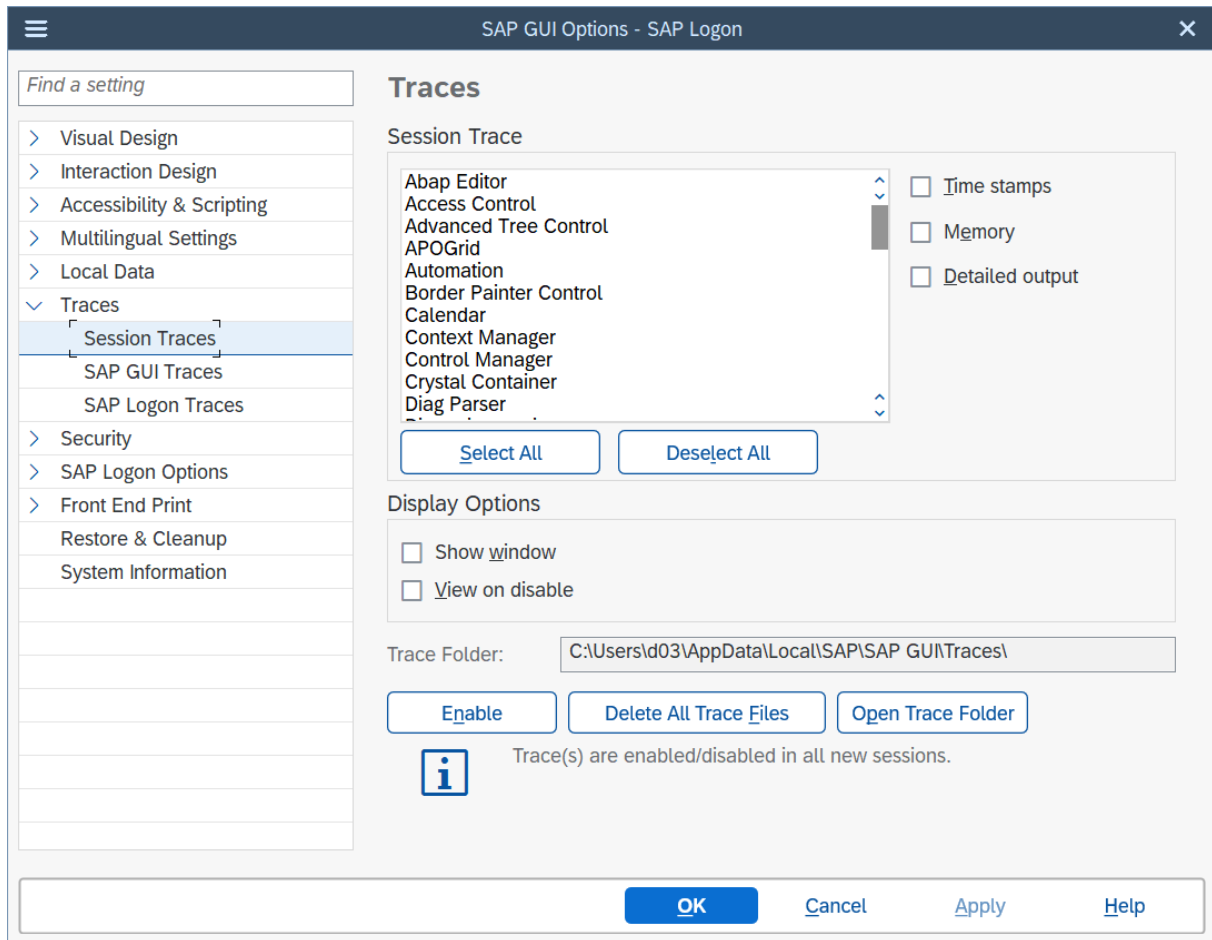 SAP GUI Options - SAP Logon
Find a setting
Visual Design
Interaction Design
Accessibility & Scripting
Multilingual Settings
Local Data
Traces
Session Traces
SAP GUI Traces
SAP Logon Traces
Security
SAP Logon Options
Front End Print
Restore & Cleanup
System Information
Traces
Session Trace
Abap Editor
Access Control
Advanced Tree Control
APOGrid
Automation
Border Painter Control
Calendar
Context Manager
Control Manager
Crystal Container
Diag Parser
Time stamps
Memory
Detailed output
Select All
Deselect All
Display Options
Show window
View on disable
Trace Folder:
C:\Users\d03\AppData\Local\SAP\SAP GUI\Traces\
Enable
Delete All Trace Files
Open Trace Folder
Trace(s) are enabled/disabled in all new sessions.
OK
Cancel
Apply
Help